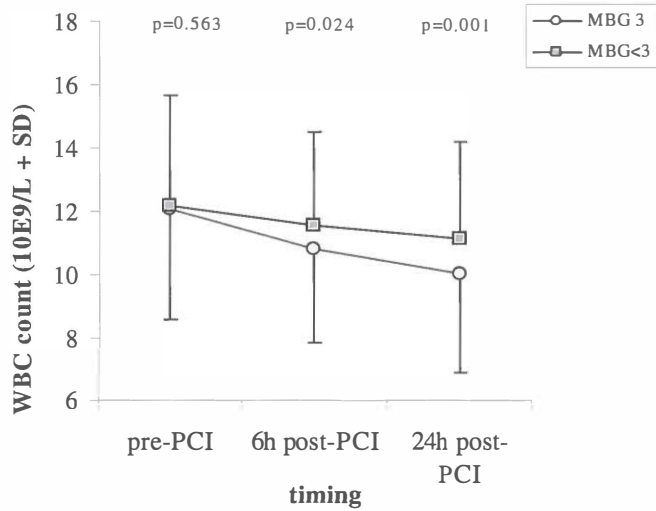 18
p=0.563
p=0.024
p=0.001
MBG 3
MBG<3
16
14
12
10
8
6
WBC count (10E9/L + SD)
pre-PCI
6h post-PCI
24h post-
PCI
timing